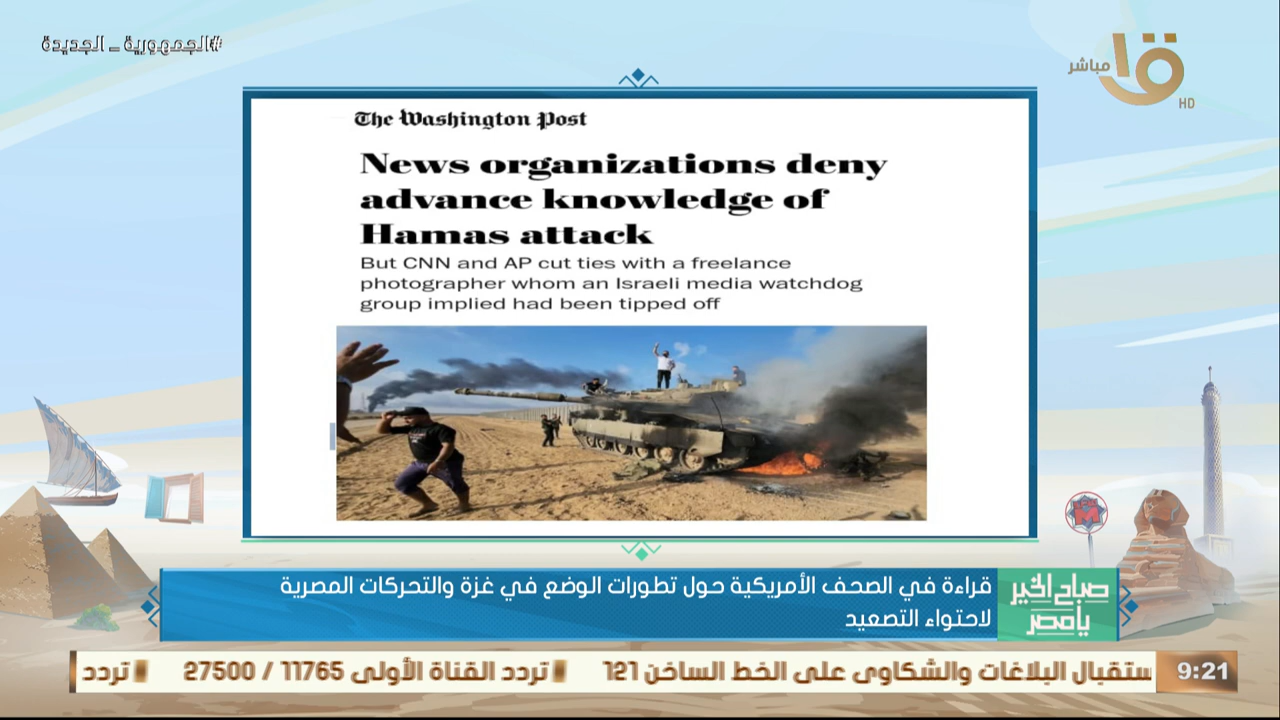 #الجمهورية_الجديدة
مباشر
HD
The Washington Post
News organizations deny
advance knowledge of
Hamas attack
But CNN and AP cut ties with a freelance
photographer whom an Israeli media watchdog
group implied had been tipped off
M
صباح الخير
يا مصر
قراءة في الصحف الأمريكية حول تطورات الوضع في غزة والتحركات المصرية
لاحتواء التصعيد
9:21
ستقبال البلاغات والشكاوى على الخط الساخن 121 تردد القناة الأولى 11765 / 27500 تردد